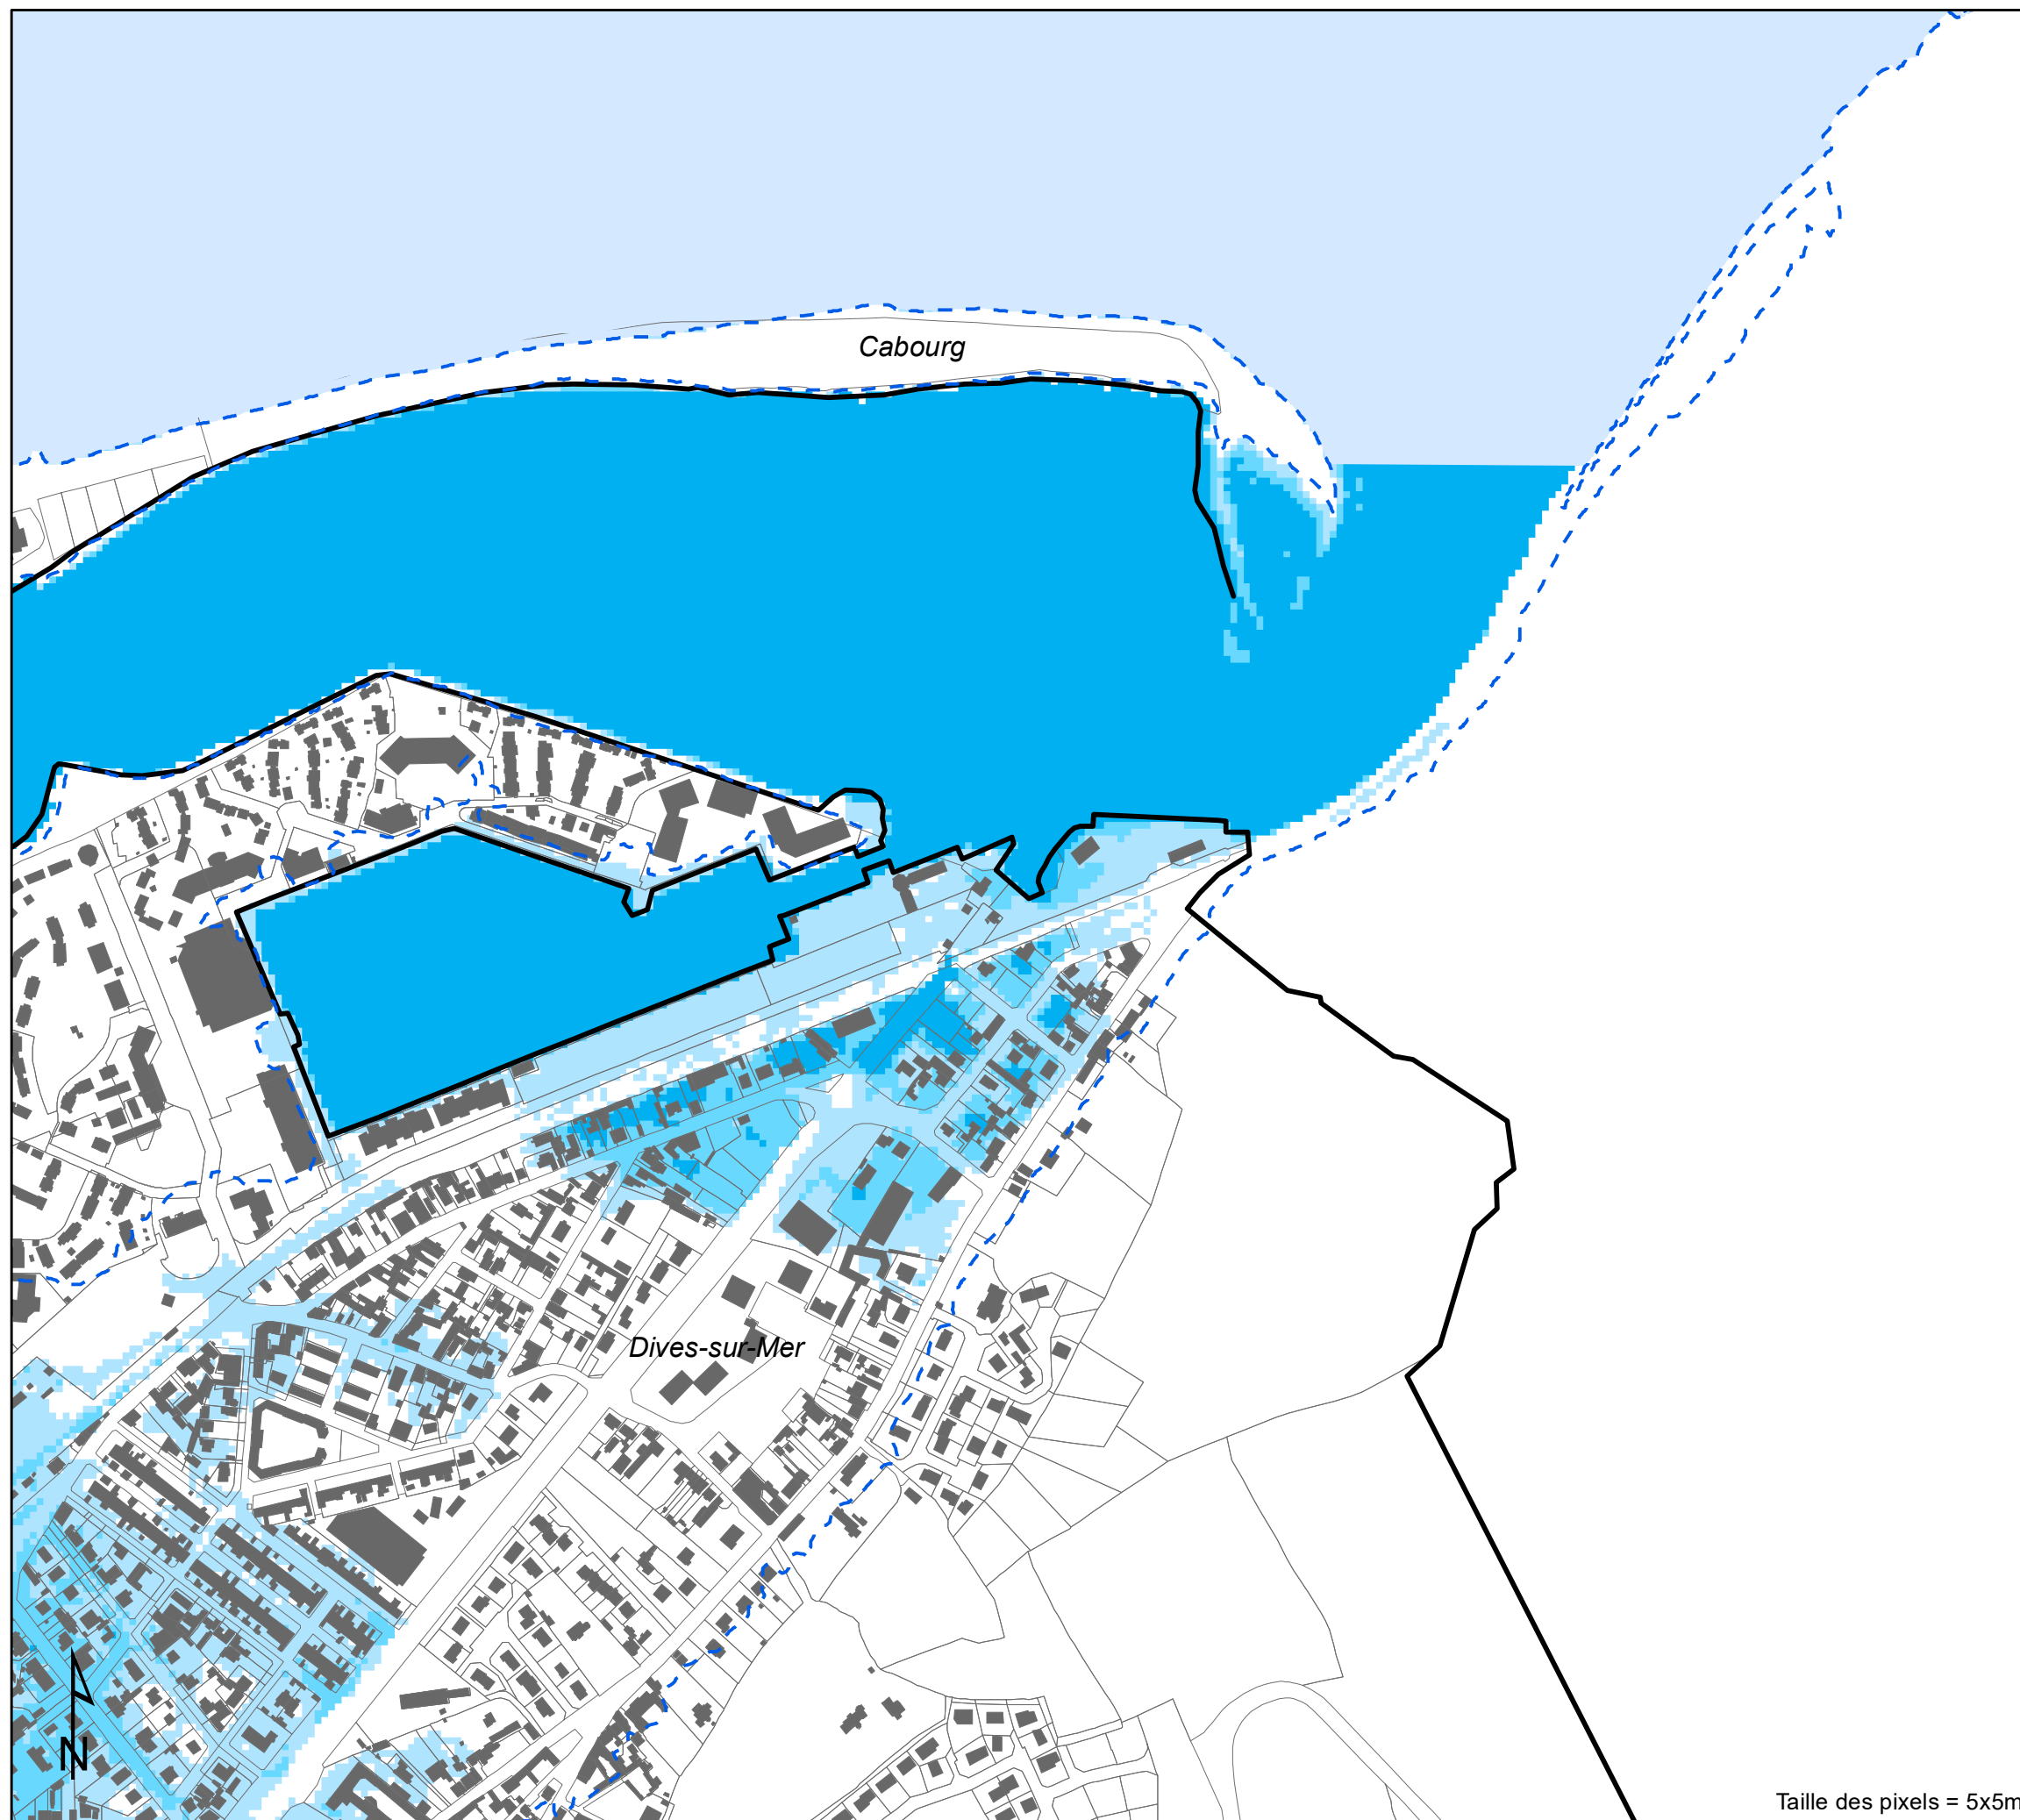 Cabourg
Dives-sur-Mer
N
Taille des pixels = 5x5m